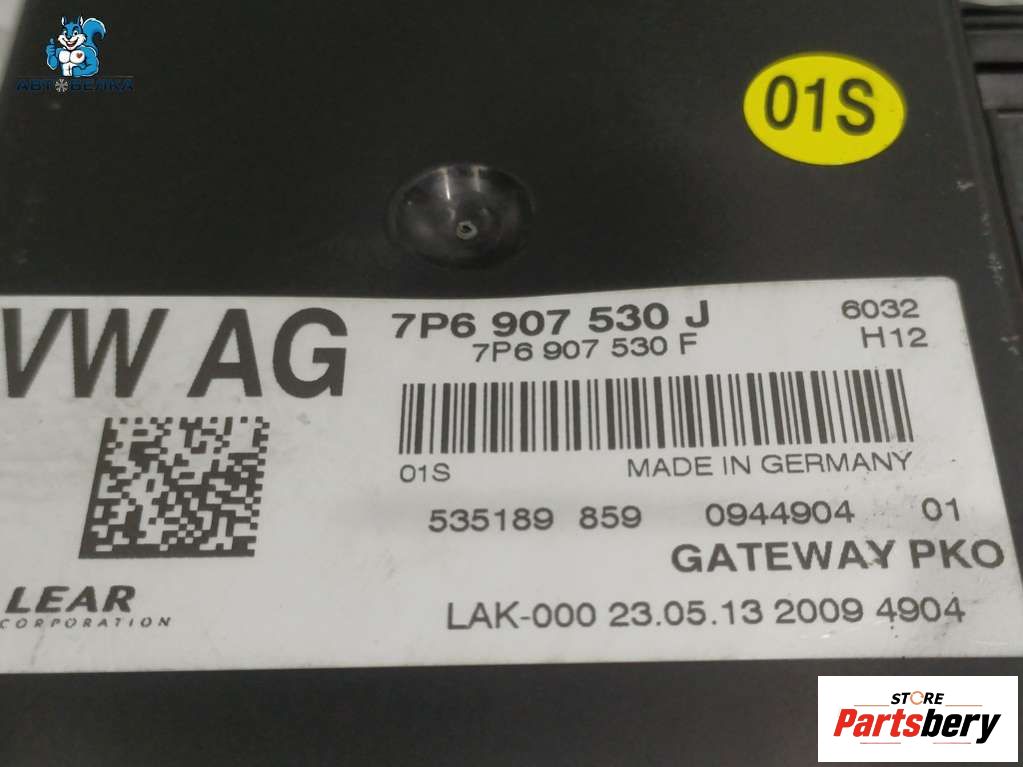 АВТОБЕЛКА
01S
VW AG
7P6 907 530 J
7P6 907 530 F
6032
H12
01S
MADE IN GERMANY
535189 859 0944904 01
GATEWAY PKO
LEAR
CORPORATION
LAK-000 23.05.13 2009 4904
STORE
Partsbery